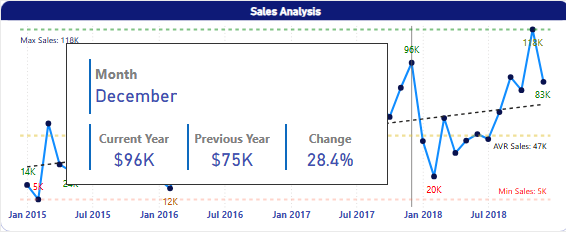 Sales Analysis
Max Sales: 118K
118K
96K
Month
December
83K
Current Year Previous Year Change
$96K $75K 28.4%
AVR Sales: 47K
14K
5K
24K
20K
Min Sales: 5K
12K
Jan 2015 Jul 2015 Jan 2016 Jul 2016 Jan 2017 Jul 2017 Jan 2018 Jul 2018